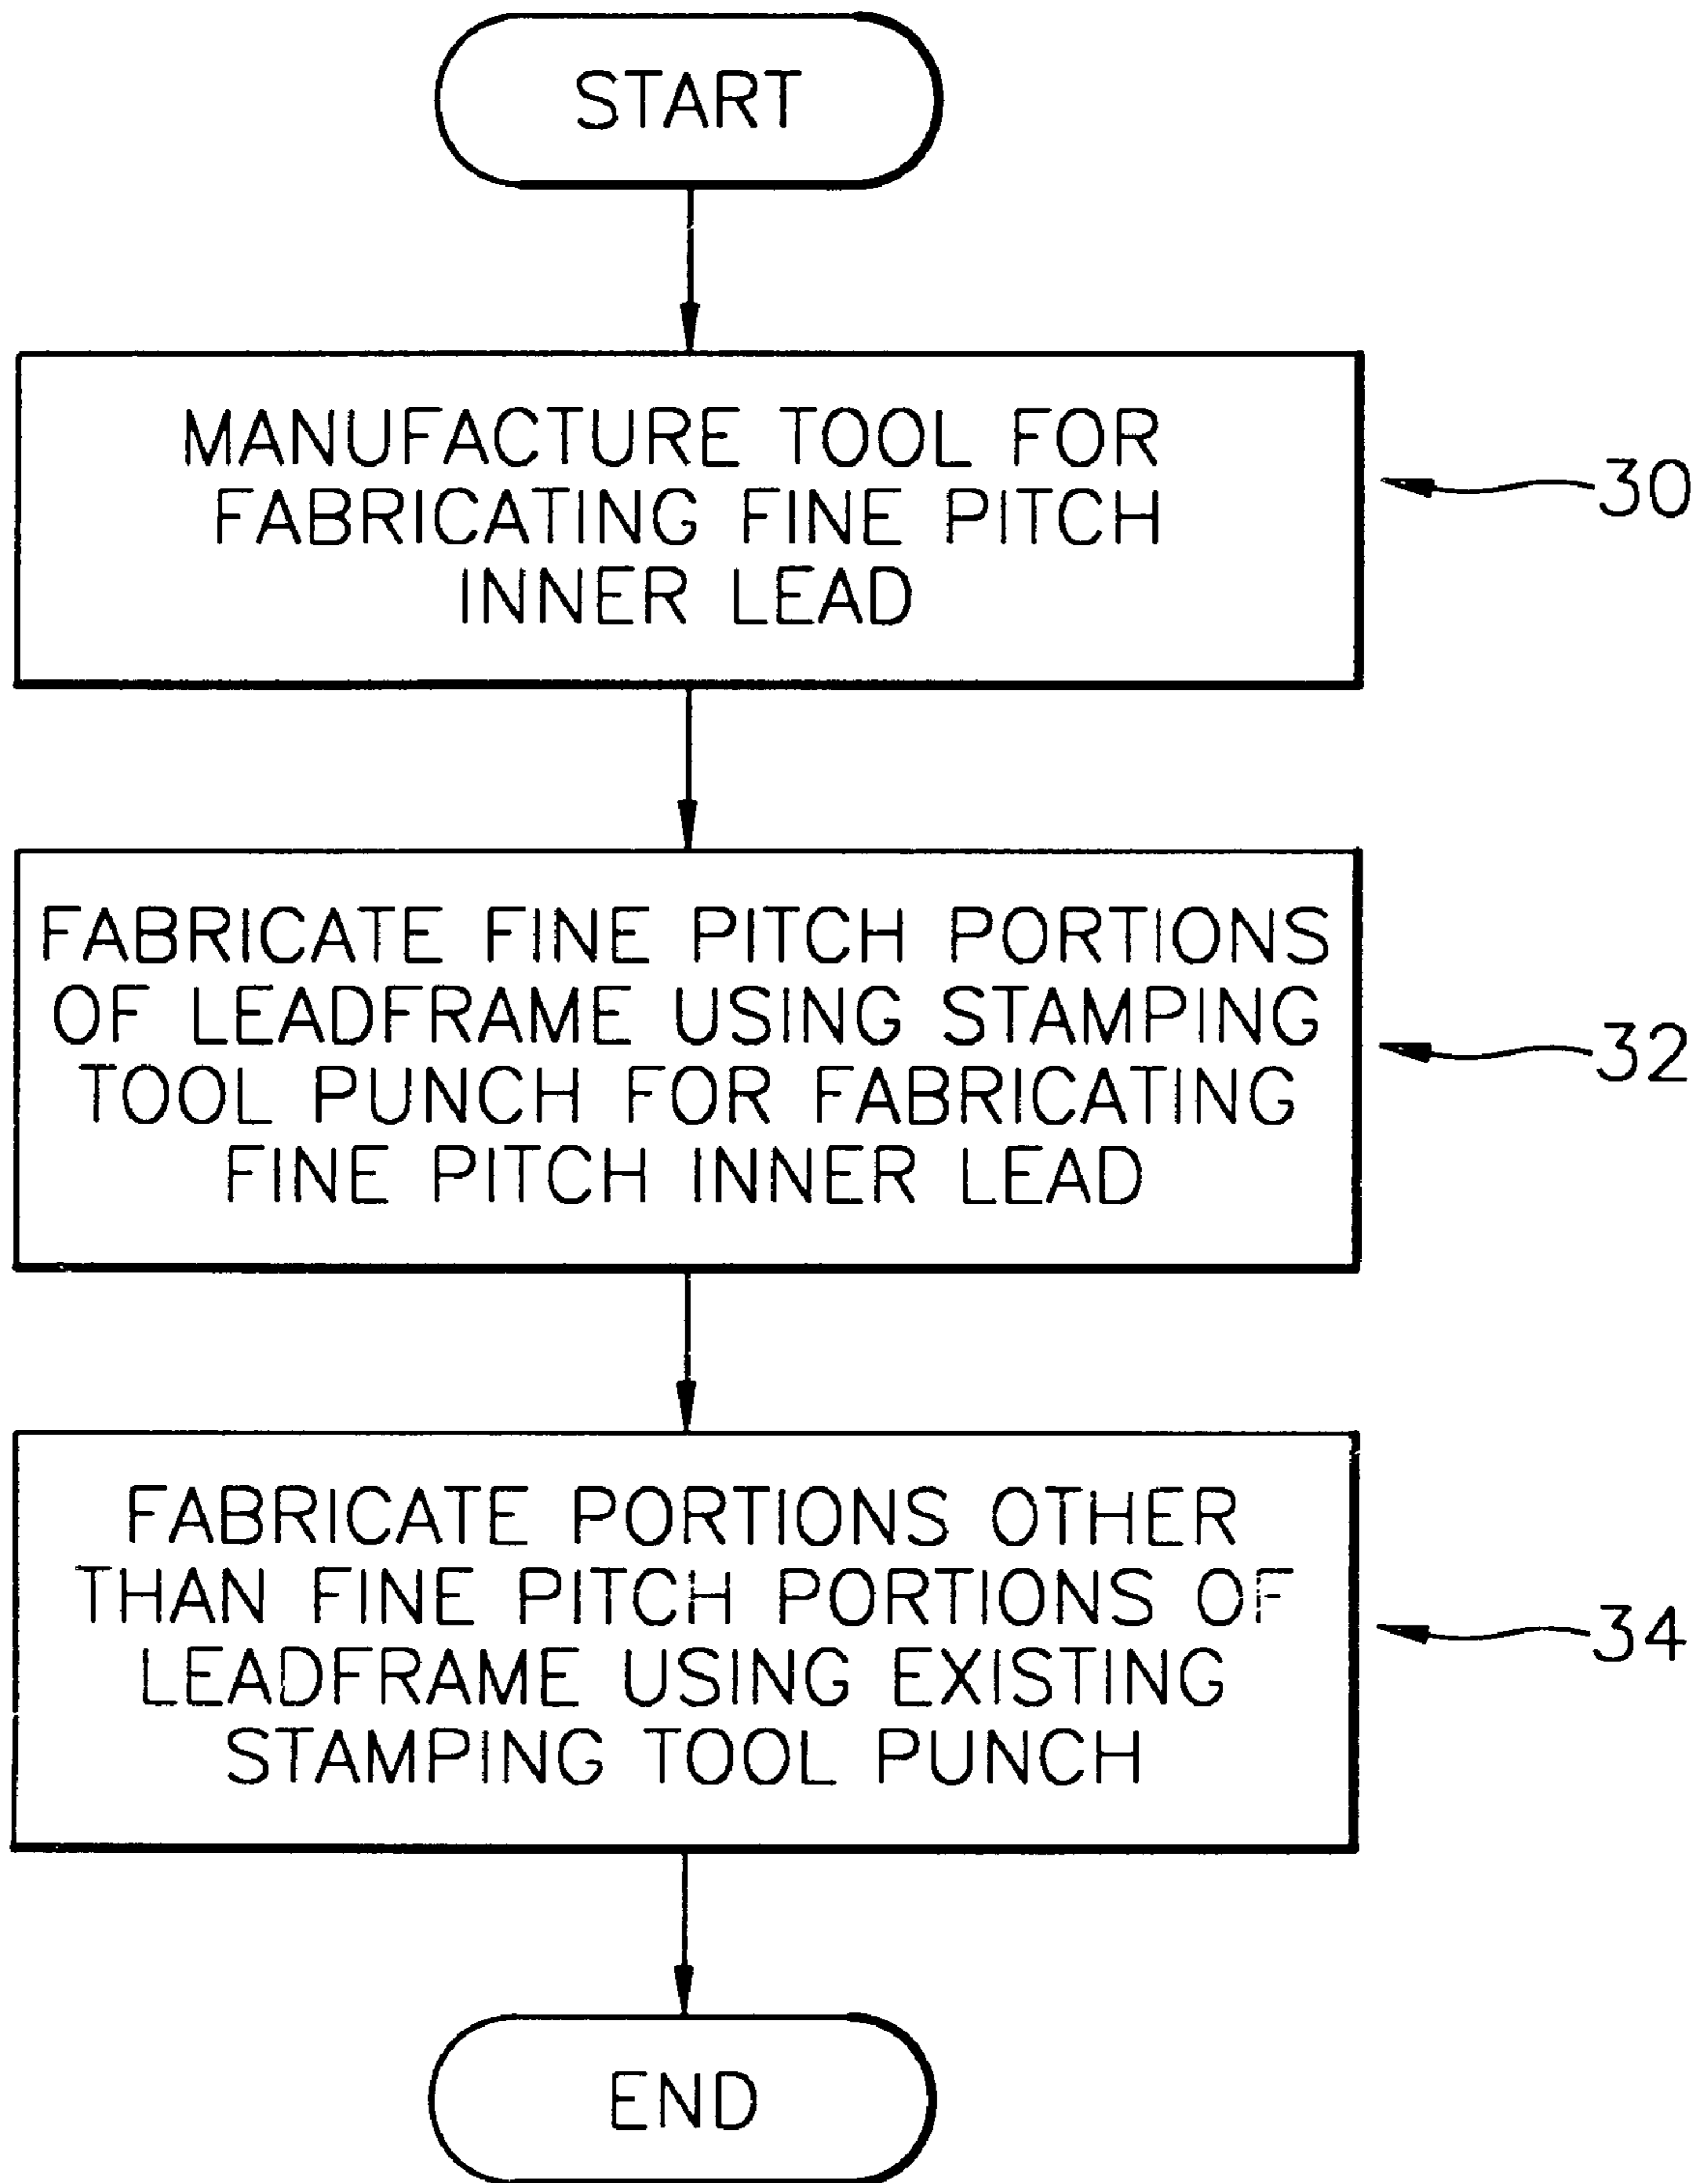 START
MANUFACTURE TOOL FOR
FABRICATING FINE PITCH
INNER LEAD
30
FABRICATE FINE PITCH PORTIONS
OF LEADFRAME USING STAMPING
TOOL PUNCH FOR FABRICATING
FINE PITCH INNER LEAD
32
FABRICATE PORTIONS OTHER
THAN FINE PITCH PORTIONS OF
LEADFRAME USING EXISTING
STAMPING TOOL PUNCH
34
END